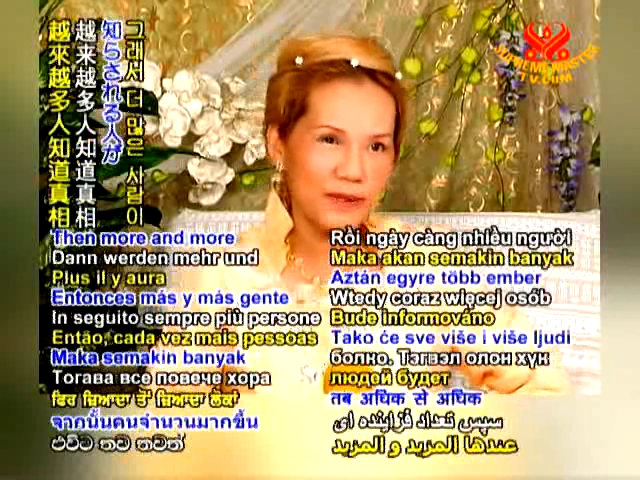 SUPREME MASTER
TV.COM
그래서 더 많은 사람이
知らされる人が
越来越多人知道真相
越來越多人知道真相
Then more and more
Dann werden mehr und
Plus il y aura
Entonces más y más gente
In seguito sempre più persone
Então, cada vez mais pessoas
Maka semakin banyak
Тогава все повече хора
ਫਿਰ ਜ਼ਿਆਦਾ ਤੋਂ ਜ਼ਿਆਦਾ ਲੋਕਾਂ
จากนั้นคนจำนวนมากขึ้น
එවිට තව තවත්
Rồi ngày càng nhiều người
Maka akan semakin banyak
Aztán egyre több ember
Wtedy coraz więcej osób
Bude informováno
Tako će sve više i više ljudi
болно. Тэгвэл олон хүн
людей будет
तब अधिक से अधिक
سپس تعداد فزاینده ای
عندها المزيد و المزيد